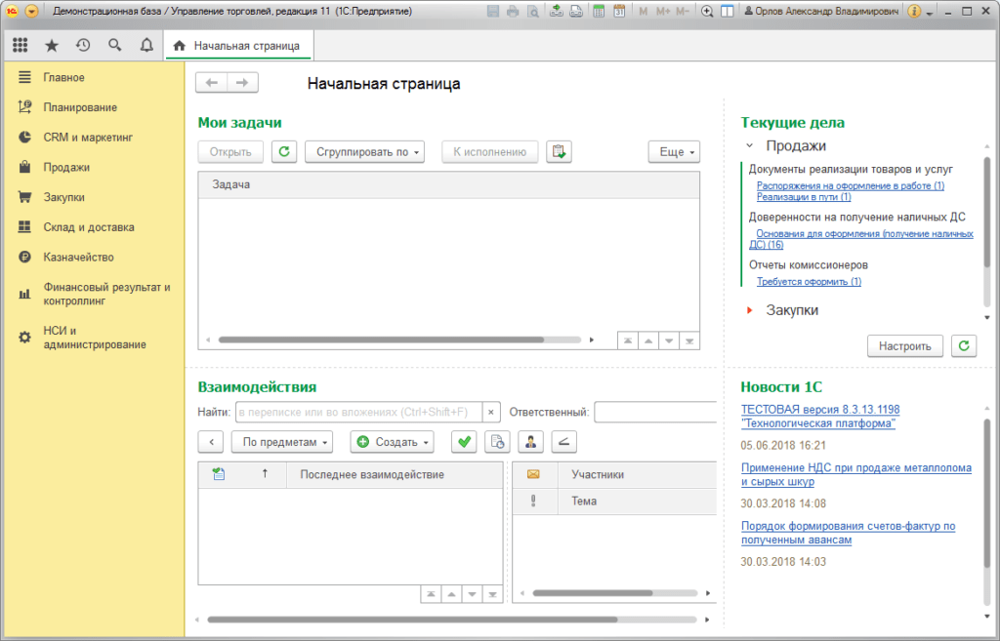 Демонстрационная база / Управление торговлей, редакция 11 (1С:Предприятие)
31
M M+ M-
Орлов Александр Владимирович
Начальная страница
Главное
Планирование
CRM и маркетинг
Продажи
Закупки
Склад и доставка
Казначейство
Финансовый результат и
контроллинг
НСИ и
администрирование
Начальная страница
Мои задачи
Открыть
Сгруппировать по
К исполнению
Еще
Задача
Взаимодействия
Найти:
в переписке или во вложениях (Ctrl+Shift+F)
×
Ответственный:
По предметам
Создать
Последнее взаимодействие
Участники
Тема
Текущие дела
Продажи
Документы реализации товаров и услуг
Распоряжения на оформление в работе (1)
Реализации в пути (1)
Доверенности на получение наличных ДС
Основания для оформления (получение наличных
ДС) (16)
Отчеты комиссионеров
Требуется оформить (1)
Закупки
Настроить
Новости 1С
ТЕСТОВАЯ версия 8.3.13.1198
"Технологическая платформа"
05.06.2018 16:21
Применение НДС при продаже металлолома
и сырых шкур
30.03.2018 14:08
Порядок формирования счетов-фактур по
полученным авансам
30.03.2018 14:03